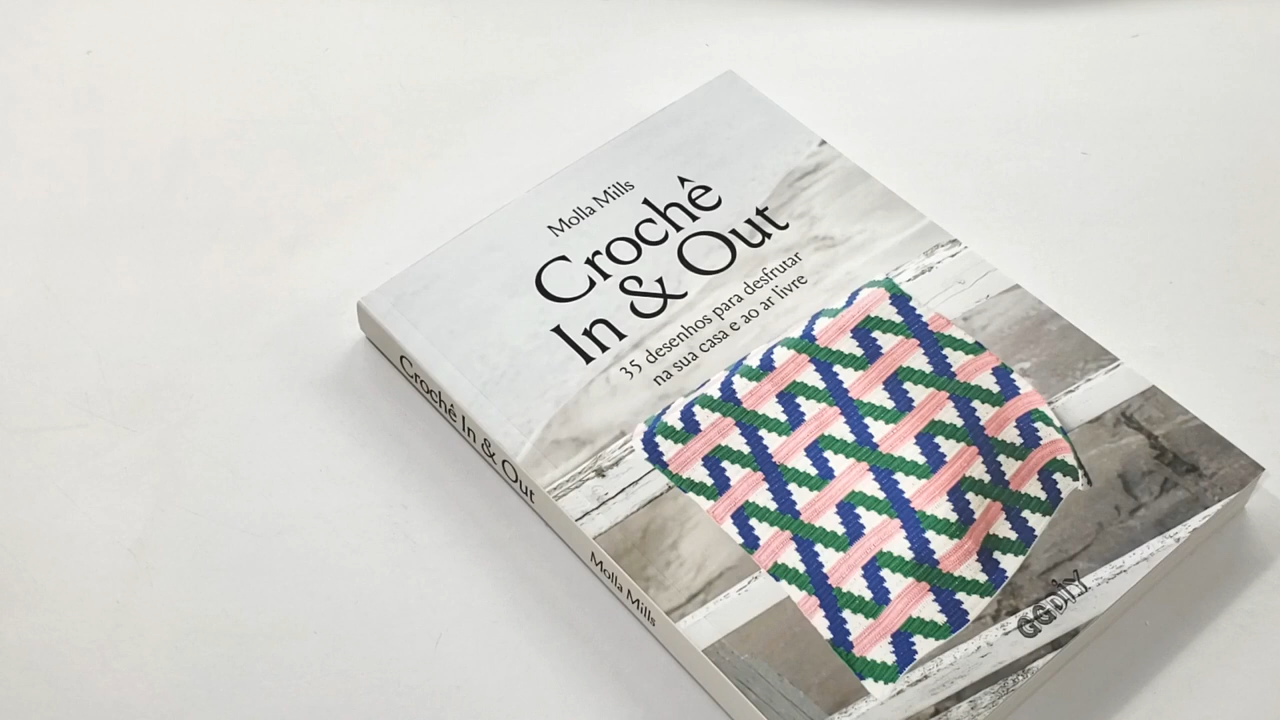 Molla Mills
Crochê
In & Out
35 desenhos para desfrutar
na sua casa e ao ar livre
GGDIY
Crochê In & Out
Molla Mills